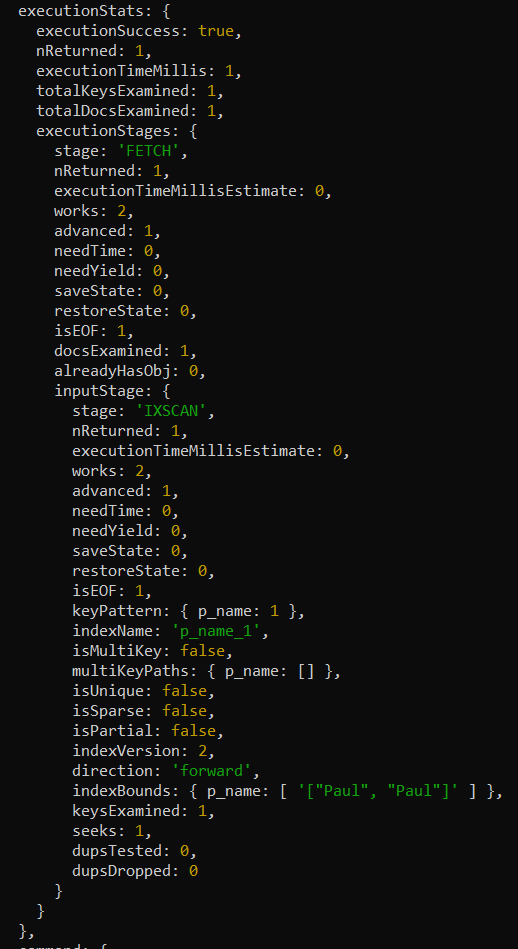 executionStats: {
executionSuccess: true,
nReturned: 1,
executionTimeMillis: 1,
totalKeysExamined: 1,
totalDocsExamined: 1,
executionStages: {
stage: 'FETCH',
nReturned: 1,
executionTimeMillisEstimate: 0,
works: 2,
advanced: 1,
needTime: 0,
needYield: 0,
saveState: 0,
restoreState: 0,
isEOF: 1,
docsExamined: 1,
alreadyHasObj: 0,
inputStage: {
stage: 'IXSCAN',
nReturned: 1,
executionTimeMillisEstimate: 0,
works: 2,
advanced: 1,
needTime: 0,
needYield: 0,
saveState: 0,
restoreState: 0,
isEOF: 1,
keyPattern: { p_name: 1 },
indexName: 'p_name_1',
isMultiKey: false,
multiKeyPaths: { p_name: [] },
isUnique: false,
isSparse: false,
isPartial: false,
indexVersion: 2,
direction: 'forward',
indexBounds: { p_name: [ '["Paul", "Paul"]' ] },
keysExamined: 1,
seeks: 1,
dupsTested: 0,
dupsDropped: 0
}
}
},